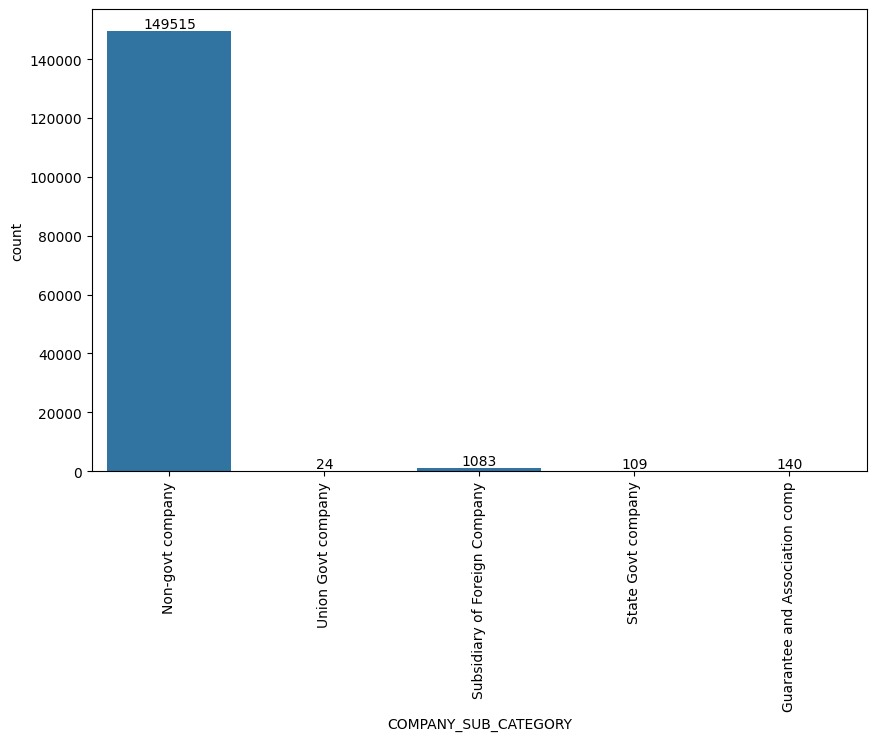 149515
140000
120000
100000
80000
60000
40000
20000
0
count
24
1083
109
140
Non-govt company
Union Govt company
Subsidiary of Foreign Company
State Govt company
Guarantee and Association comp
COMPANY_SUB_CATEGORY